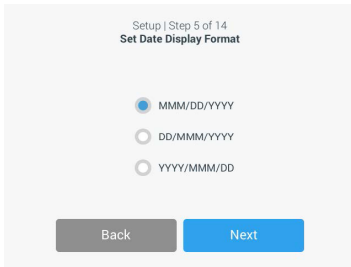 Setup | Step 5 of 14
Set Date Display Format
MMM/DD/YYYY
DD/MMM/YYYY
YYYY/MMM/DD
Back Next